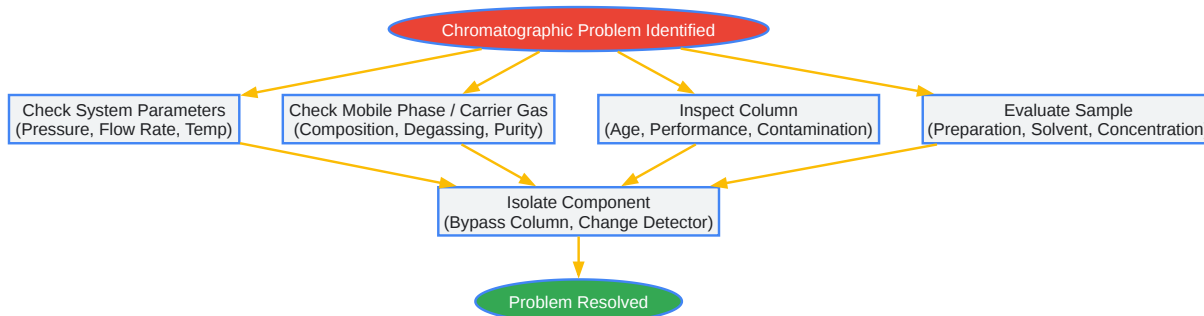 Chromatographic Problem Identified
Check System Parameters
(Pressure, Flow Rate, Temp)
Check Mobile Phase / Carrier Gas
(Composition, Degassing, Purity)
Inspect Column
(Age, Performance, Contamination)
Evaluate Sample
(Preparation, Solvent, Concentration
Isolate Component
(Bypass Column, Change Detector)
Problem Resolved